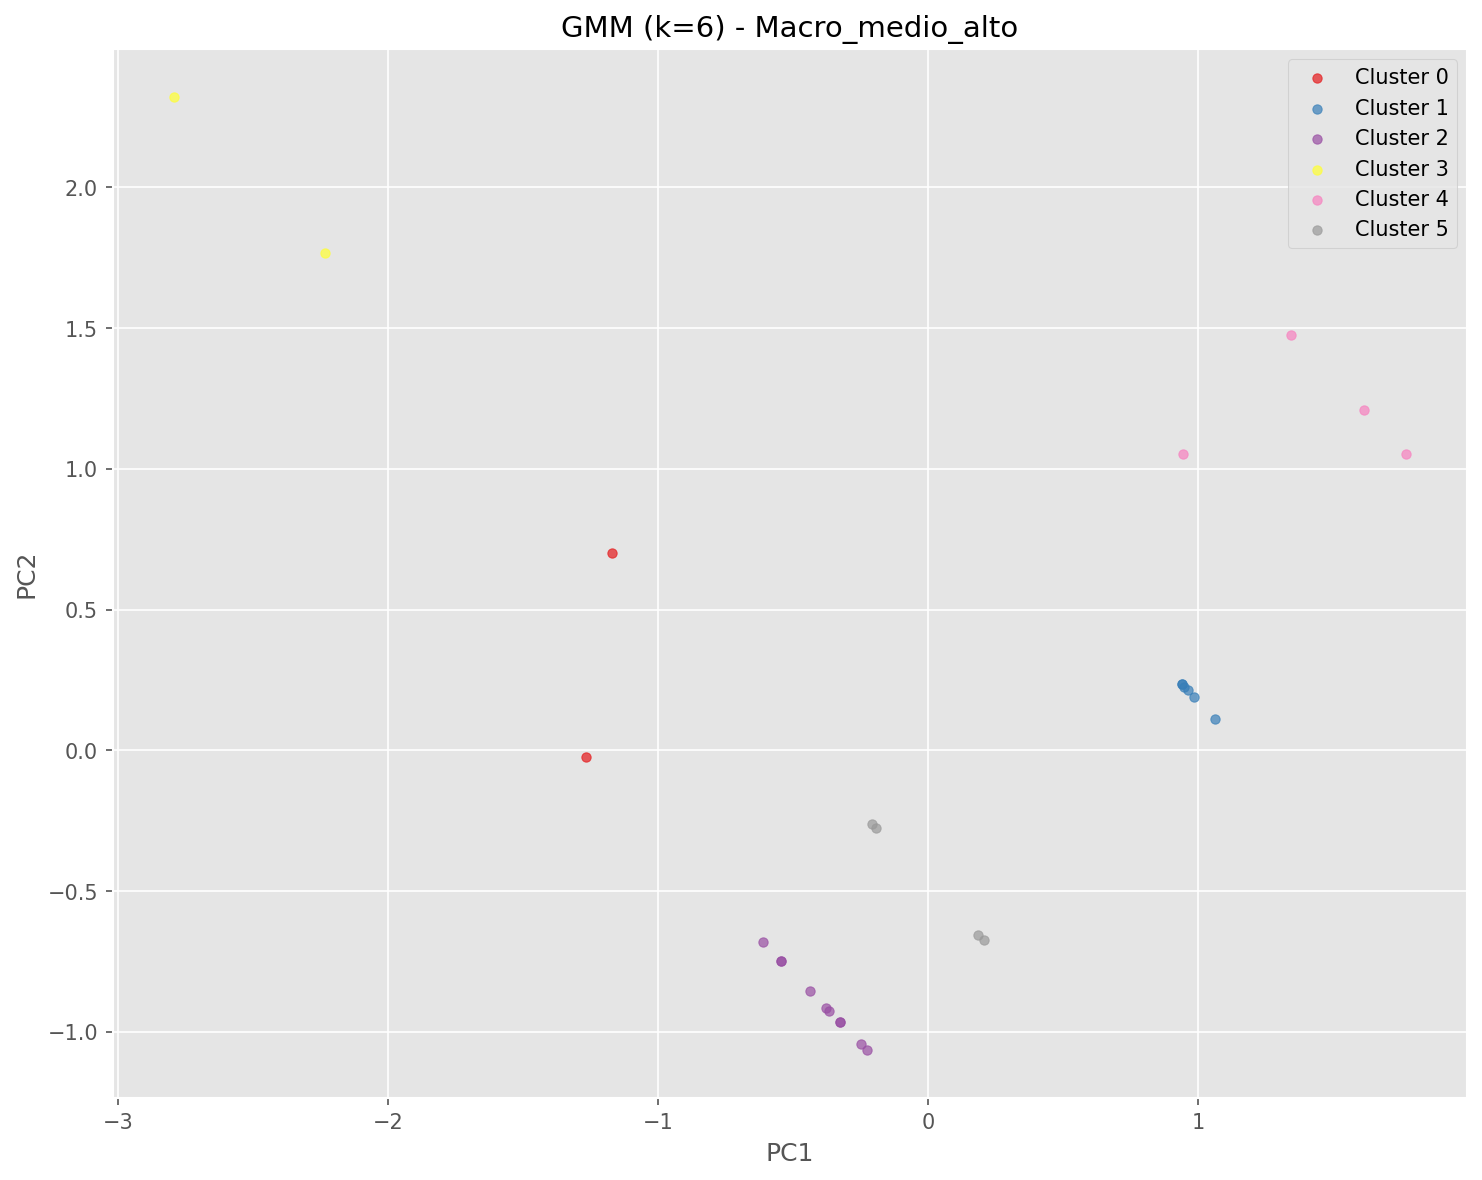 GMM (k=6) - Macro_medio_alto
Cluster 0
Cluster 1
Cluster 2
Cluster 3
Cluster 4
Cluster 5
2.0
1.5
1.0
0.5
0.0
−0.5
−1.0
PC2
−3
−2
−1
0
1
PC1